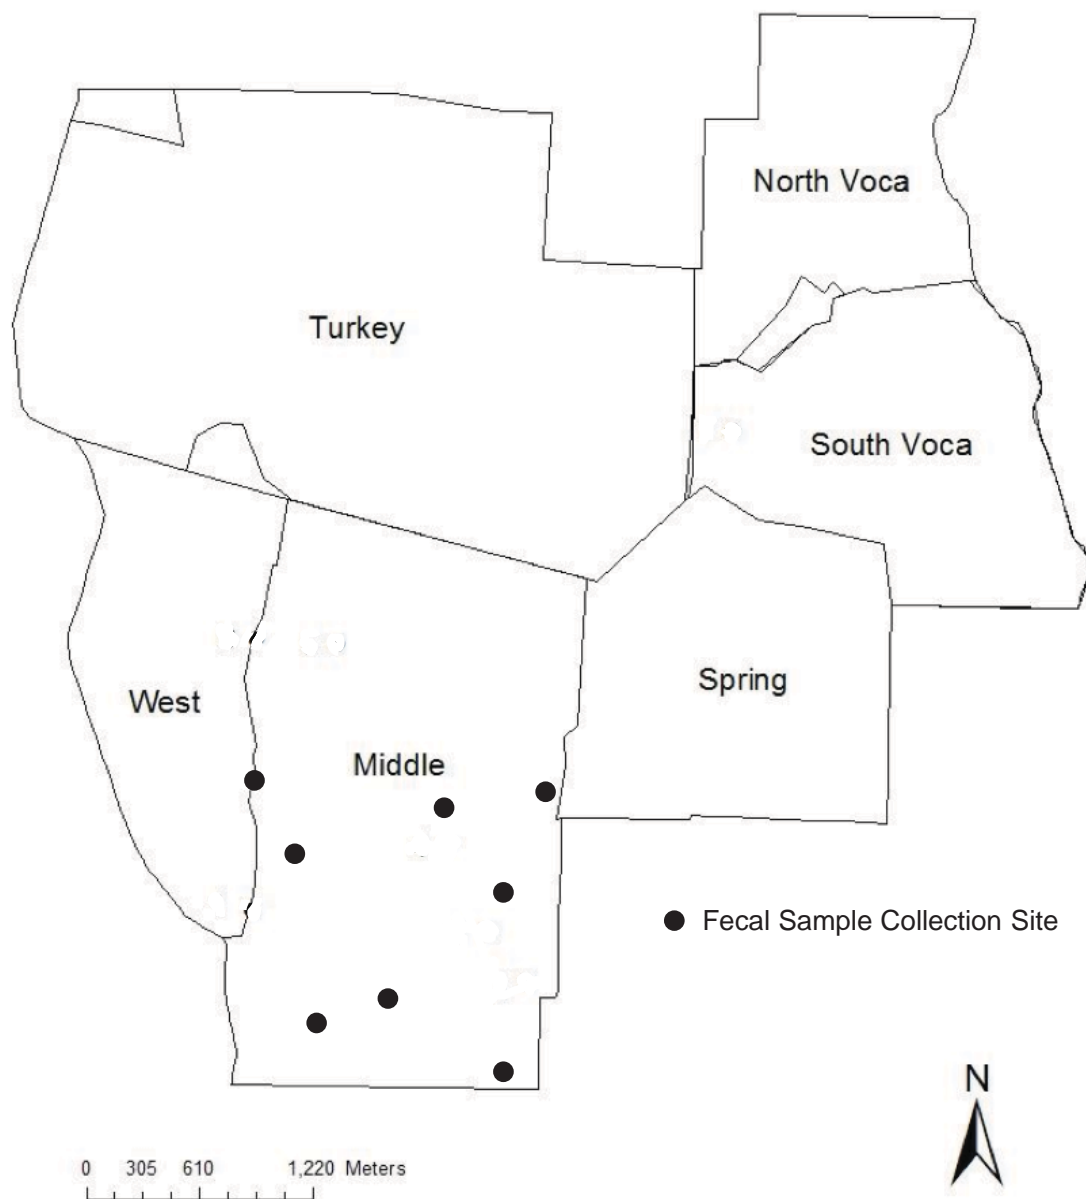 North Voca
Turkey
South Voca
Spring
West
Middle
Fecal Sample Collection Site
N
0 305 610 1,220 Meters